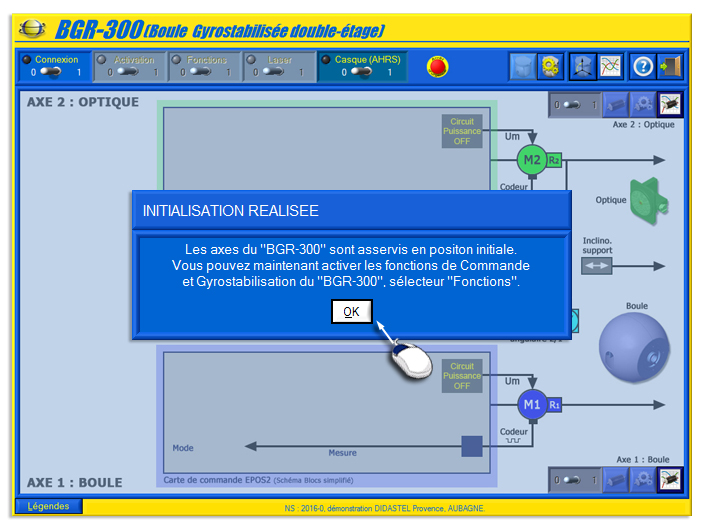 BGR-300 (Boule Gyrostabilisée double-étage)
Connexion
0 1
Activation
0 1
Fonctions
0 1
Laser
0 1
Casque (AHRS)
0 1
AXE 2 : OPTIQUE
0 1
Axe 2 : Optique
Circuit
Puissance
OFF
Um
M2 R2
Codeur
Optique
INITIALISATION REALISEE
Les axes du "BGR-300" sont asservis en positon initiale.
Vous pouvez maintenant activer les fonctions de Commande
et Gyrostabilisation du "BGR-300", sélecteur "Fonctions".
OK
Inclino.
support
Boule
Circuit
Puissance
OFF
Um
M1 R1
Codeur
Mode
Mesure
Axe 1 : Boule
AXE 1 : BOULE
Carte de commande EPOS2 (Schéma Blocs simplifié)
0 1
Légendes
NS : 2016-0, démonstration DIDASTEL Provence, AUBAGNE.